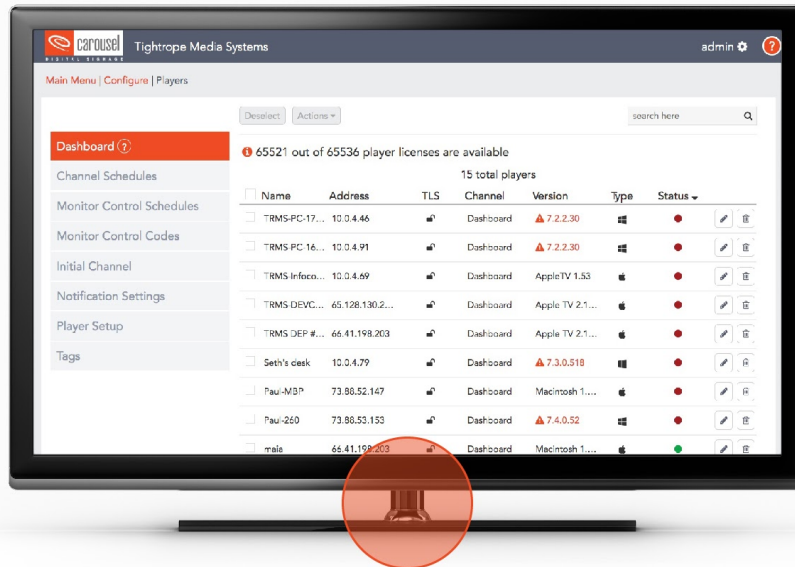 carousel Tightrope Media Systems admin ?
DIGITAL SIGNAGE
Main Menu | Configure | Players
Deselect Actions search here
Dashboard ?
Channel Schedules
Monitor Control Schedules
Monitor Control Codes
Initial Channel
Notification Settings
Player Setup
Tags
65521 out of 65536 player licenses are available
15 total players
Name Address TLS Channel Version Type Status
TRMS-PC-17... 10.0.4.46 Dashboard 7.2.2.30
TRMS-PC-16... 10.0.4.91 Dashboard 7.2.2.30
TRMS-Infoco... 10.0.4.69 Dashboard AppleTV 1.53
TRMS-DEVC... 65.128.130.2... Dashboard Apple TV 2.1...
TRMS DEP #... 66.41.198.203 Dashboard Apple TV 2.1...
Seth's desk 10.0.4.79 Dashboard 7.3.0.518
Paul-MBP 73.88.52.147 Dashboard Macintosh 1....
Paul-260 73.88.53.153 Dashboard 7.4.0.52
maia 66.41.198.203 Dashboard Macintosh 1....